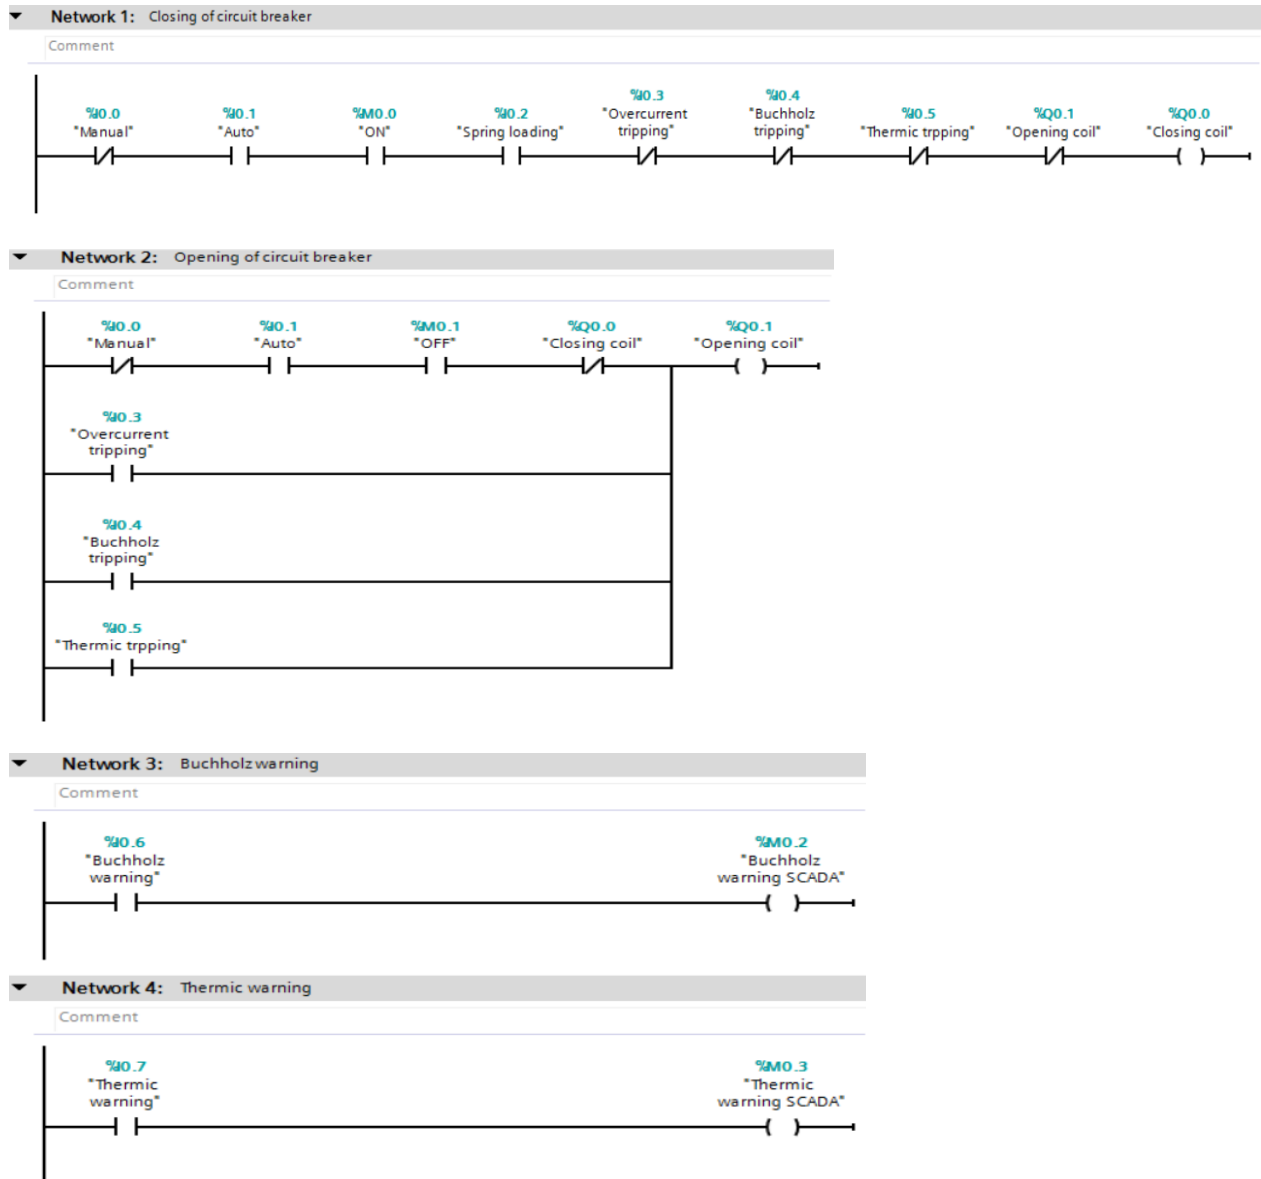 Network 1: Closing of circuit breaker
Comment
%I0.3 %I0.4
%I0.0 %I0.1 %M0.0 %I0.2 "Overcurrent "Buchholz %I0.5 %Q0.1 %Q0.0
"Manual" "Auto" "ON" "Spring loading" tripping" tripping" "Thermic trpping" "Opening coil" "Closing coil"
Network 2: Opening of circuit breaker
Comment
%I0.0 %I0.1 %M0.1 %Q0.0 %Q0.1
"Manual" "Auto" "OFF" "Closing coil" "Opening coil"
%I0.3
"Overcurrent
tripping"
%I0.4
"Buchholz
tripping"
%I0.5
"Thermic trpping"
Network 3: Buchholz warning
Comment
%I0.6 %M0.2
"Buchholz "Buchholz
warning" warning SCADA"
Network 4: Thermic warning
Comment
%I0.7 %M0.3
"Thermic "Thermic
warning" warning SCADA"